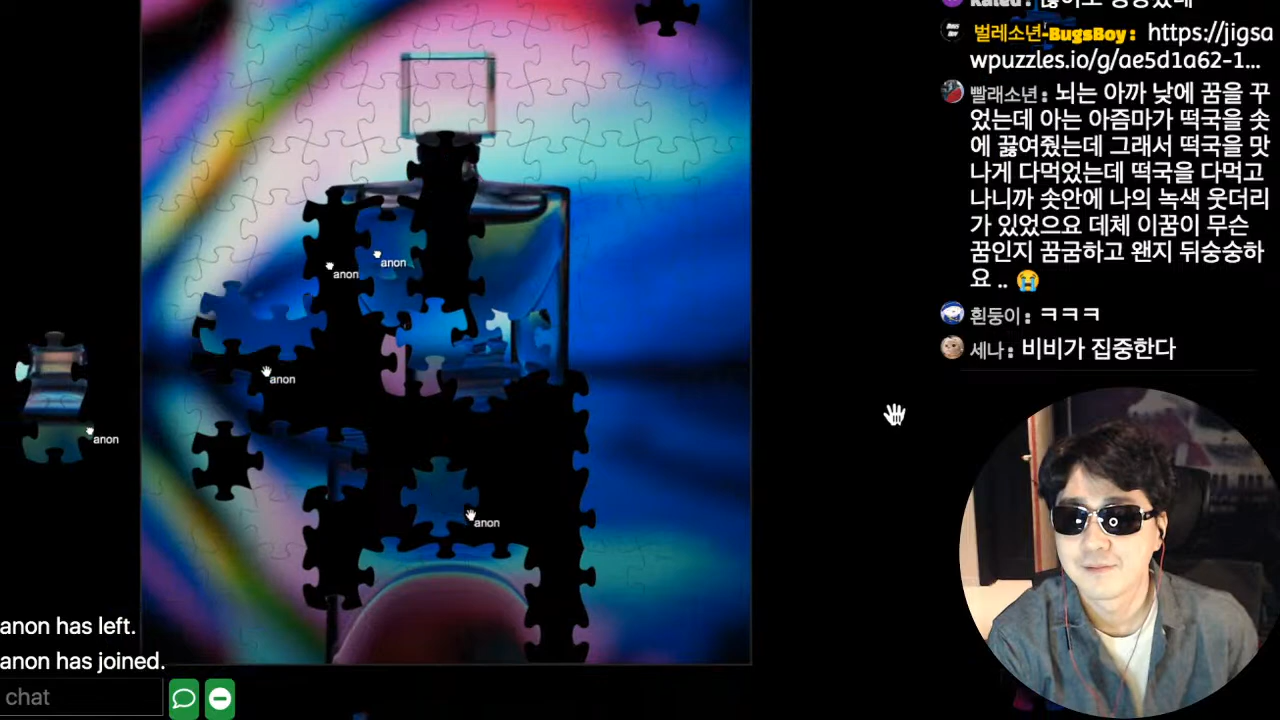 벌레소년-BugsBoy : https://jigsa
wpuzzles.io/g/ae5d1a62-1...
빨래소년 : 뇌는 아까 낮에 꿈을 꾸
었는데 아는 아즘마가 떡국을 솟
에 끓여줬는데 그래서 떡국을 맛
나게 다먹었는데 떡국을 다먹고
나니까 솟안에 나의 녹색 웃더리
가 있었으요 데체 이꿈이 무슨
꿈인지 꿈굼하고 왠지 뒤숭숭하
요 .. 😭
흰둥이 : ㅋㅋㅋ
세나 : 비비가 집중한다
anon
anon
anon
anon
anon
anon has left.
anon has joined.
chat